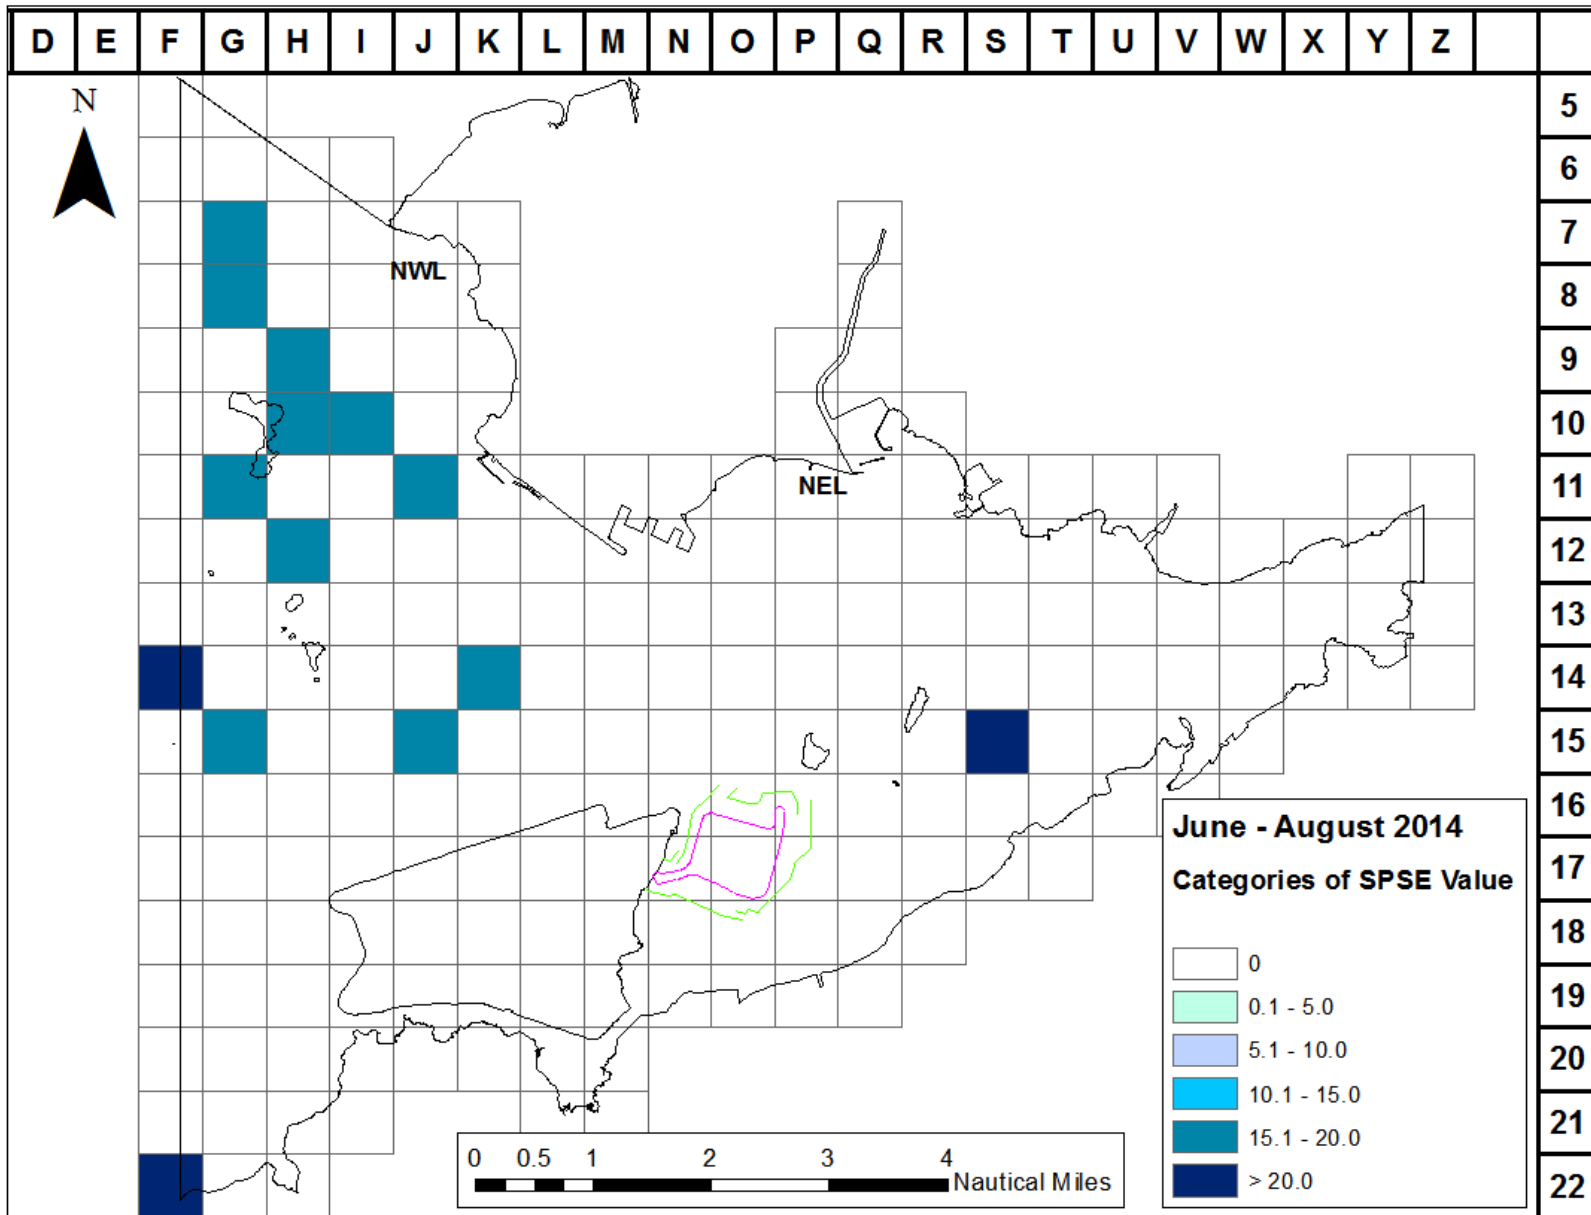 D E F G H I J K L M N O P Q R S T U V W X Y Z
N
5
6
7
NWL
8
9
10
11
NEL
12
13
14
15
16
June - August 2014
17
Categories of SPSE Value
18
0
19
0.1 - 5.0
20
5.1 - 10.0
10.1 - 15.0
21
15.1 - 20.0
22
> 20.0
0 0.5 1 2 3 4
Nautical Miles